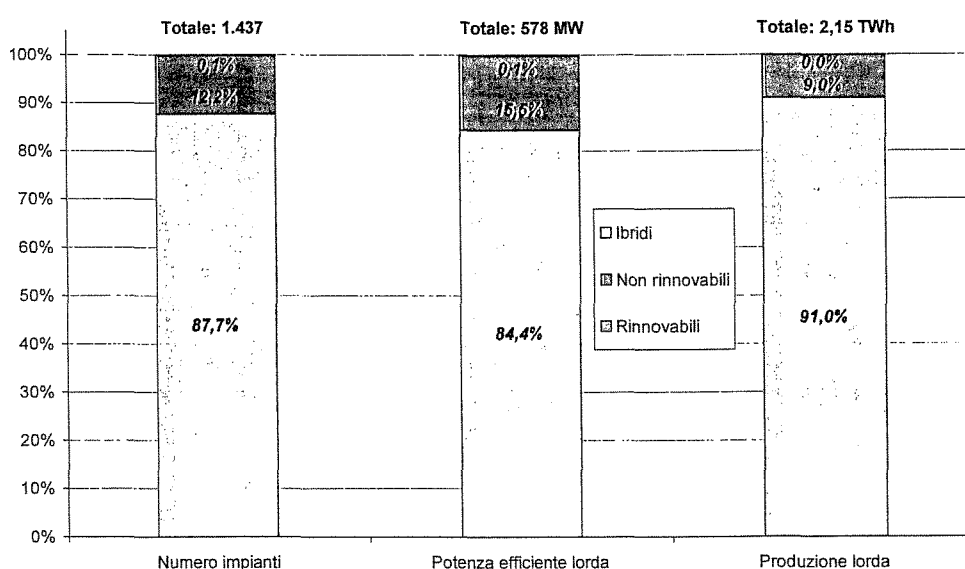 Totale: 1.437
Totale: 578 MW
Totale: 2,15 TWh
100%
90%
80%
70%
60%
50%
40%
30%
20%
10%
0%
0,1%
12,2%
87,7%
0,1%
15,6%
84,4%
0,0%
9,0%
91,0%
Ibridi
Non rinnovabili
Rinnovabili
Numero impianti
Potenza efficiente lorda
Produzione lorda